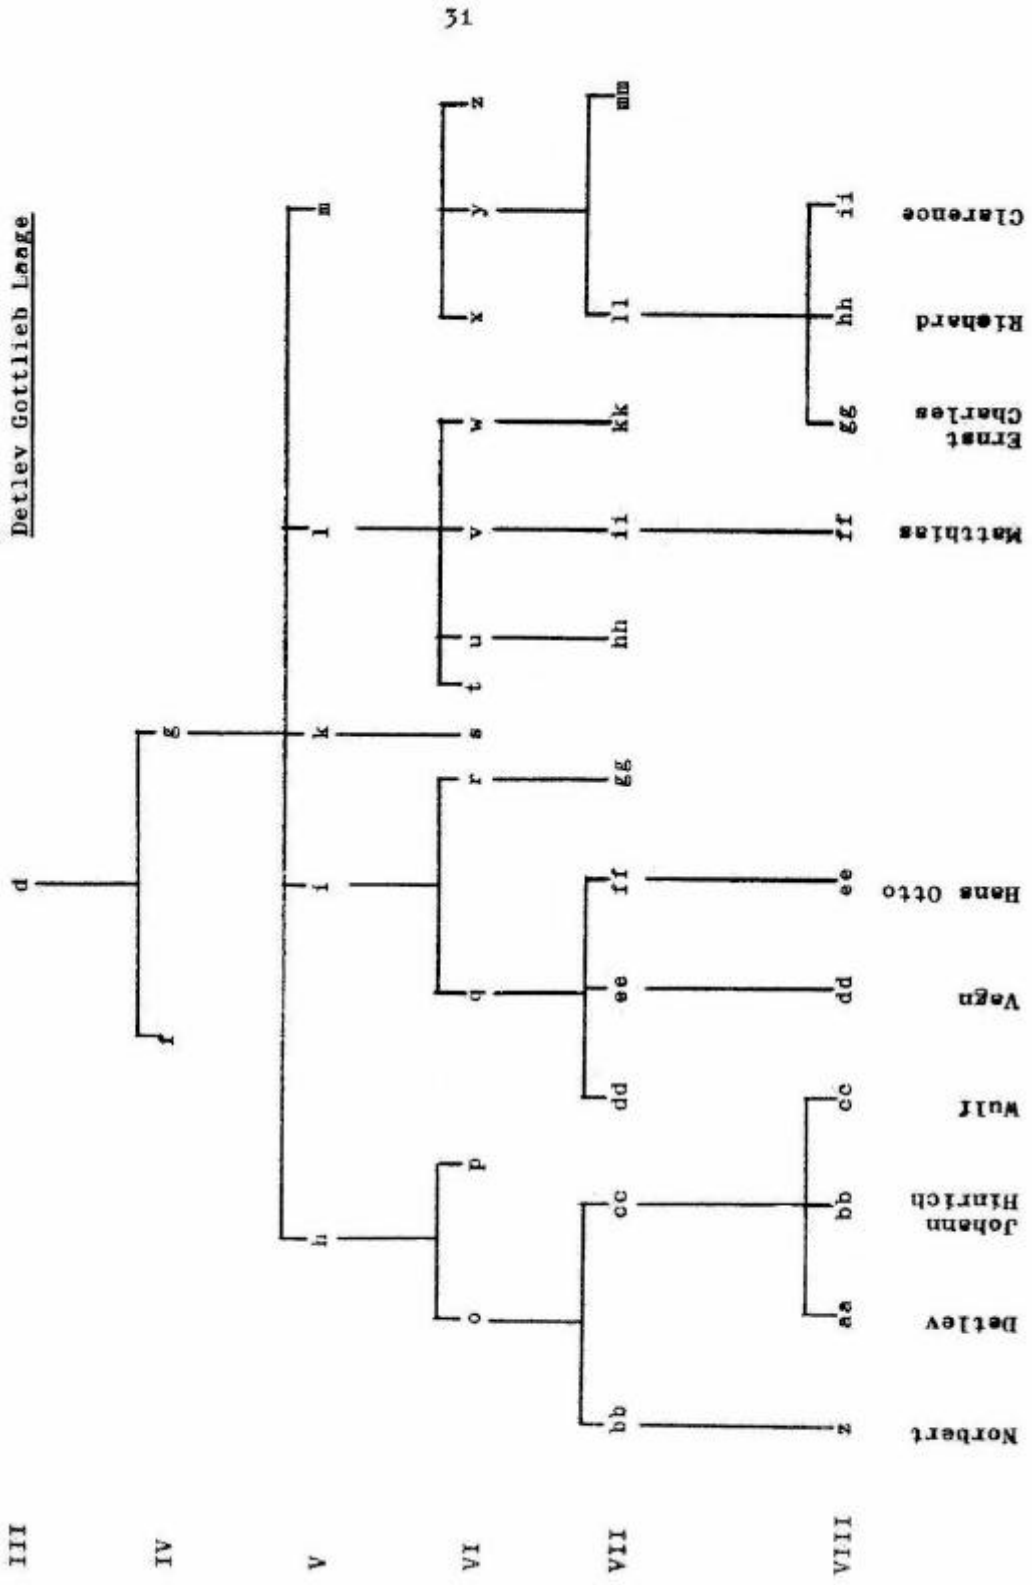 31
Detlev Gottlieb Laage
III d
IV f g
V h i k l m
VI o p q r s t u v w x y z
VII bb cc dd ee ff gg hh ii kk ll mm
VIII z aa bb cc dd ee ff gg hh ii
Norbert
Detlev
Johann
Hinrich
Wulf
Vagn
Hans Otto
Matthias
Ernst
Charles
Richard
Clarence